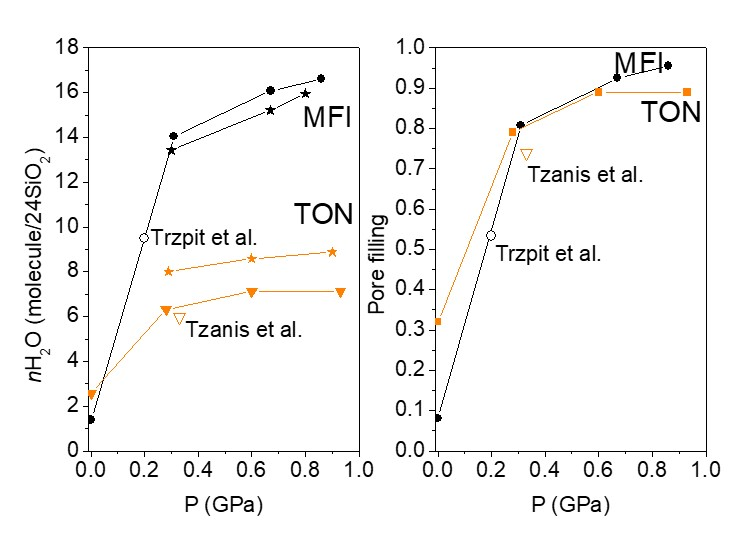 18
16
14
12
10
8
6
4
2
0
nH2O (molecule/24SiO2)
MFI
TON
Trzpit et al.
Tzanis et al.
0.0 0.2 0.4 0.6 0.8 1.0
P (GPa)
1.0
0.9
0.8
0.7
0.6
0.5
0.4
0.3
0.2
0.1
0.0
Pore filling
MFI
TON
Tzanis et al.
Trzpit et al.
0.0 0.2 0.4 0.6 0.8 1.0
P (GPa)